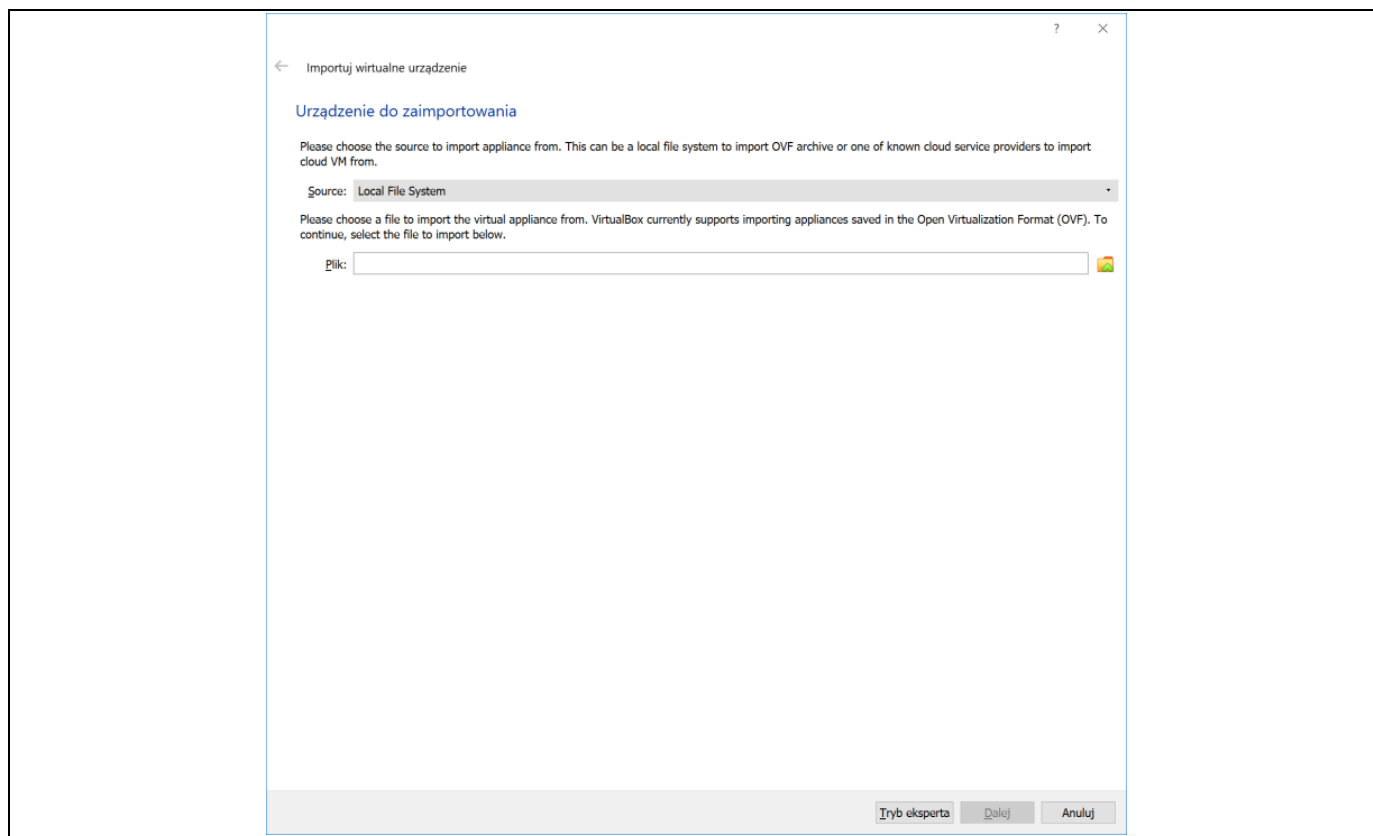 ?
Importuj wirtualne urządzenie
Urządzenie do zaimportowania
Please choose the source to import appliance from. This can be a local file system to import OVF archive or one of known cloud service providers to import
cloud VM from.
Source: Local File System
Please choose a file to import the virtual appliance from. VirtualBox currently supports importing appliances saved in the Open Virtualization Format (OVF). To
continue, select the file to import below.
Plik:
Tryb eksperta Dalej Anuluj